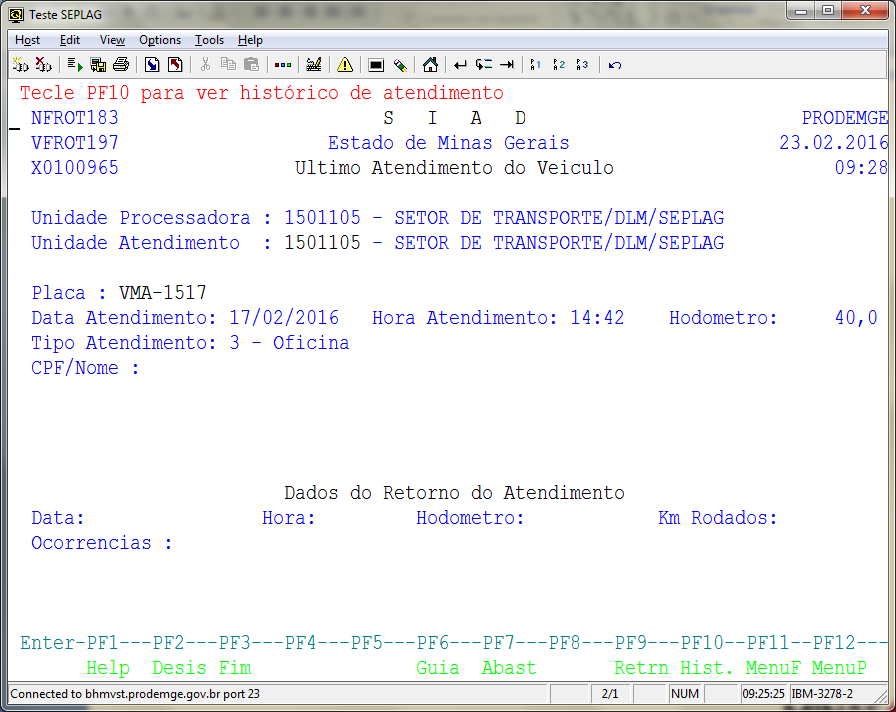 Teste SEPLAG
Host Edit View Options Tools Help
Tecle PF10 para ver histórico de atendimento
NFROT183 S I A D PRODEMGE
VFROT197 Estado de Minas Gerais 23.02.2016
X0100965 Ultimo Atendimento do Veiculo 09:28
Unidade Processadora : 1501105 - SETOR DE TRANSPORTE/DLM/SEPLAG
Unidade Atendimento : 1501105 - SETOR DE TRANSPORTE/DLM/SEPLAG
Placa : VMA-1517
Data Atendimento: 17/02/2016 Hora Atendimento: 14:42 Hodometro: 40,0
Tipo Atendimento: 3 - Oficina
CPF/Nome :
Dados do Retorno do Atendimento
Data: Hora: Hodometro: Km Rodados:
Ocorrencias :
Enter-PF1---PF2---PF3---PF4---PF5---PF6---PF7---PF8---PF9---PF10--PF11--PF12---
Help Desis Fim Guia Abast Retrn Hist. MenuF MenuP
Connected to bhmvst.prodemge.gov.br port 23 2/1 NUM 09:25:25 IBM-3278-2